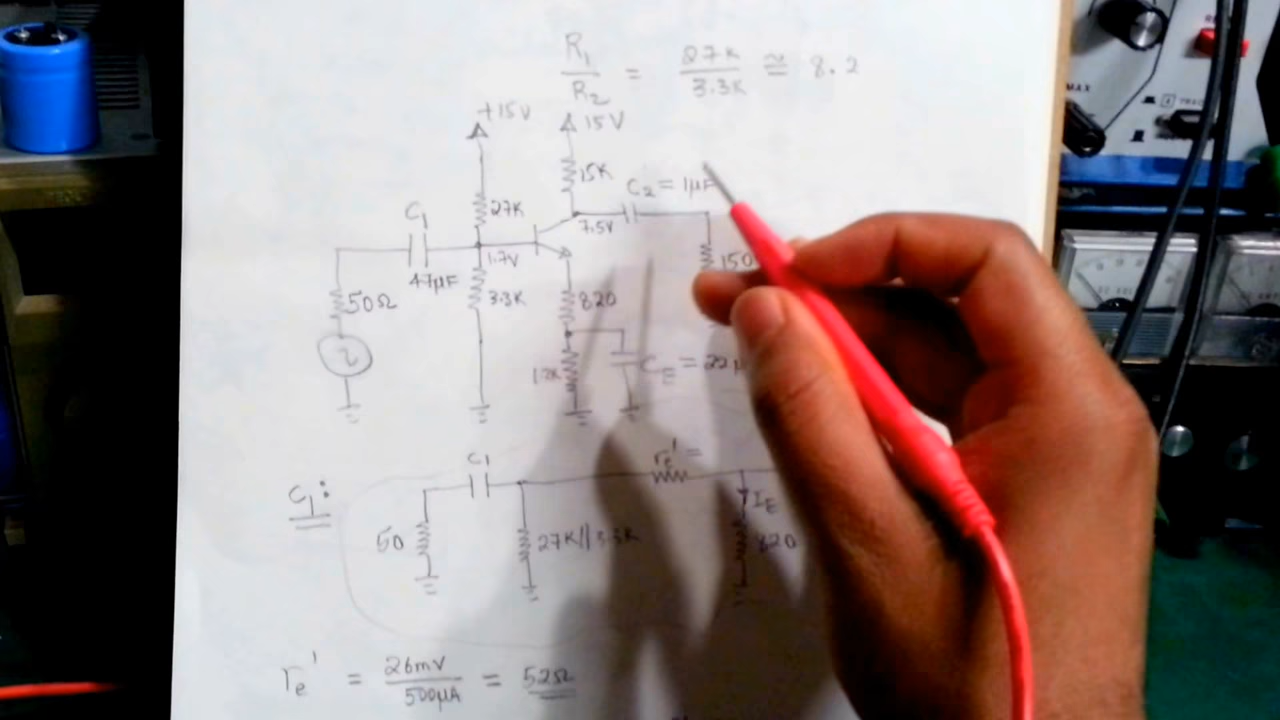 R1/R2 = 27K/3.3K ≅ 8.2
+15V
15V
15K
C2 = 1μF
27K
C1
7.5V
1.7V
47μF
150
50Ω
3.3K
820
12K
CE = 22μ
C1
re' =
C1:
IE
50
27K//3.3K
820
re' = 26mV/500μA = 52Ω
MAX